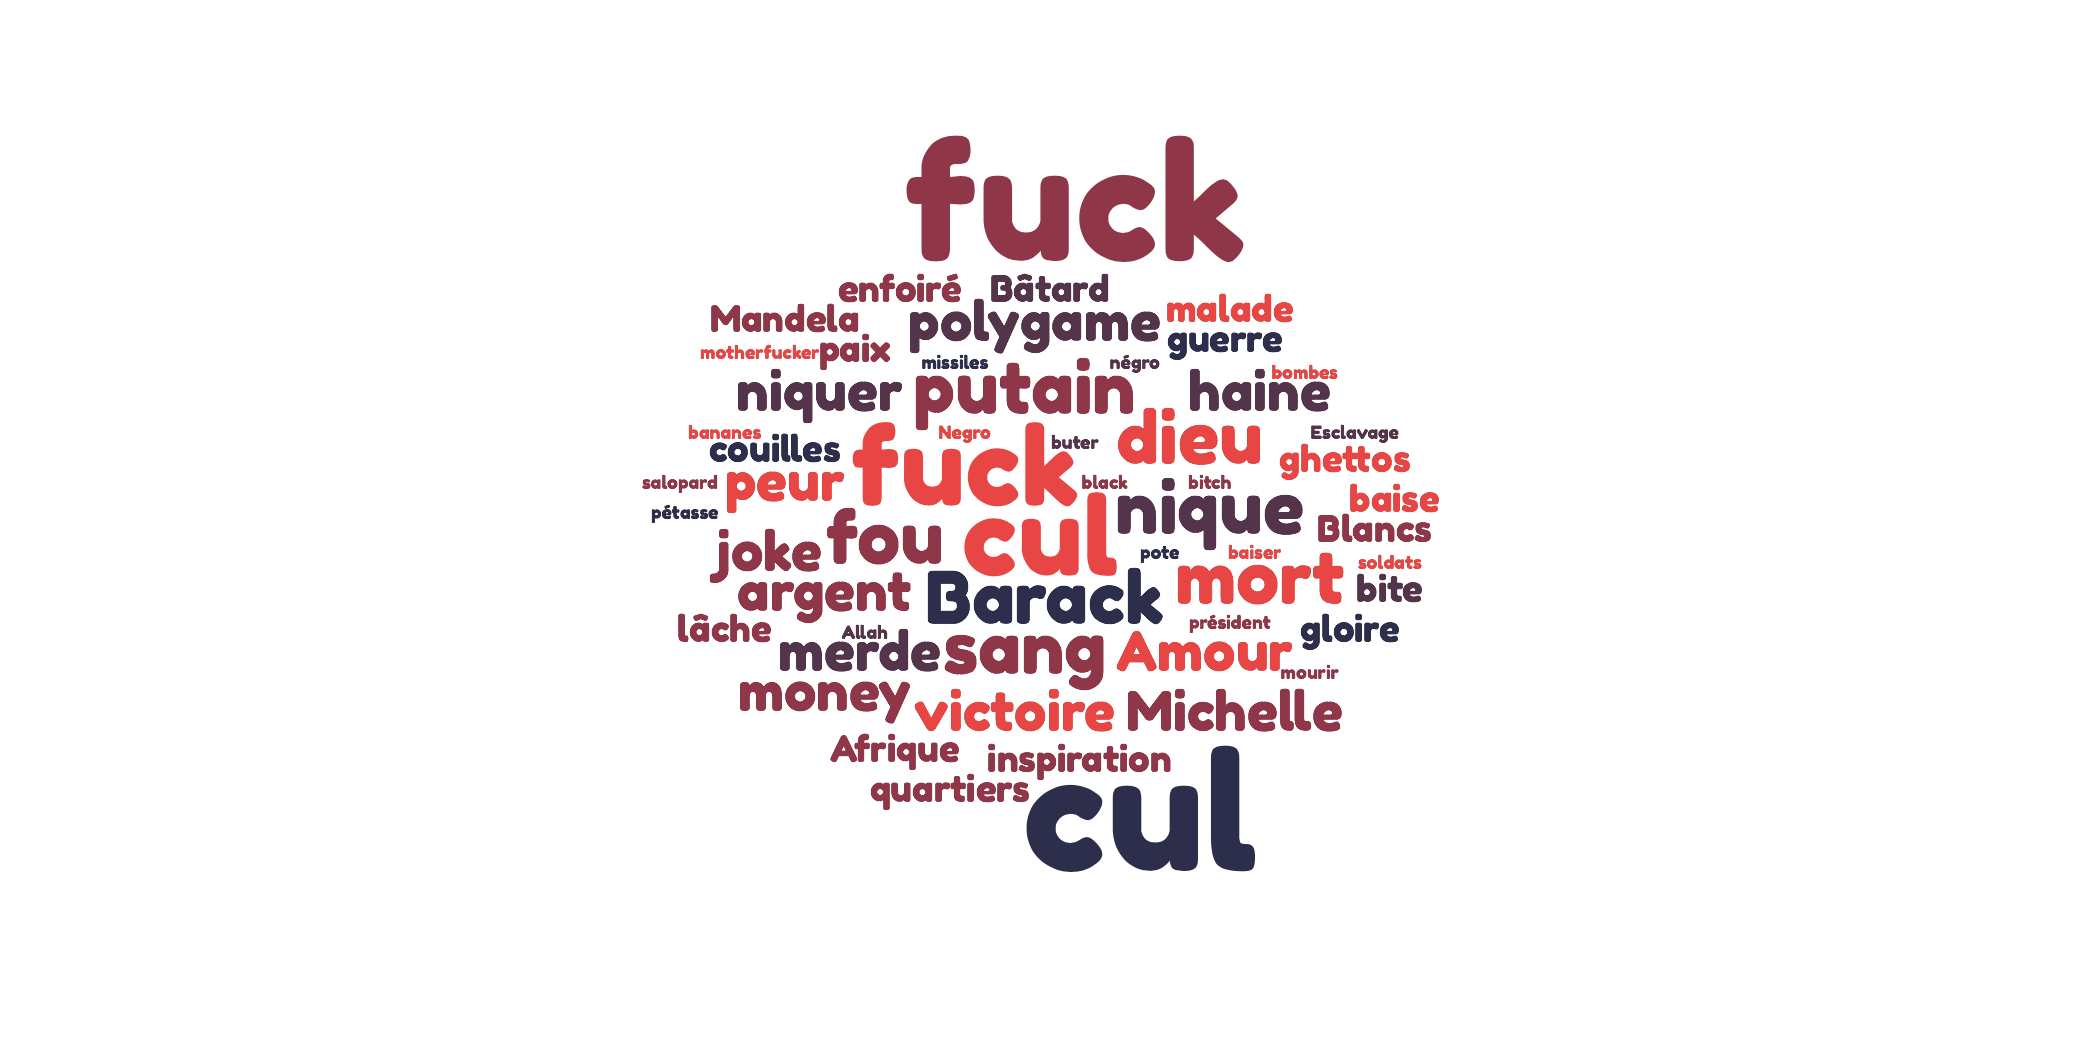 fuck
enfoiré Bâtard
Mandela polygame malade
motherfucker paix guerre
missiles négro
niquer putain haine bombes
bananes Negro dieu Esclavage
couilles fuck buter ghettos
salopard peur black bitch
pétasse nique baise
Blancs
joke fou cul pote baiser soldats
argent Barack mort bite
lâche Allah président gloire
merde sang Amour mourir
money victoire Michelle
Afrique inspiration
quartiers cul